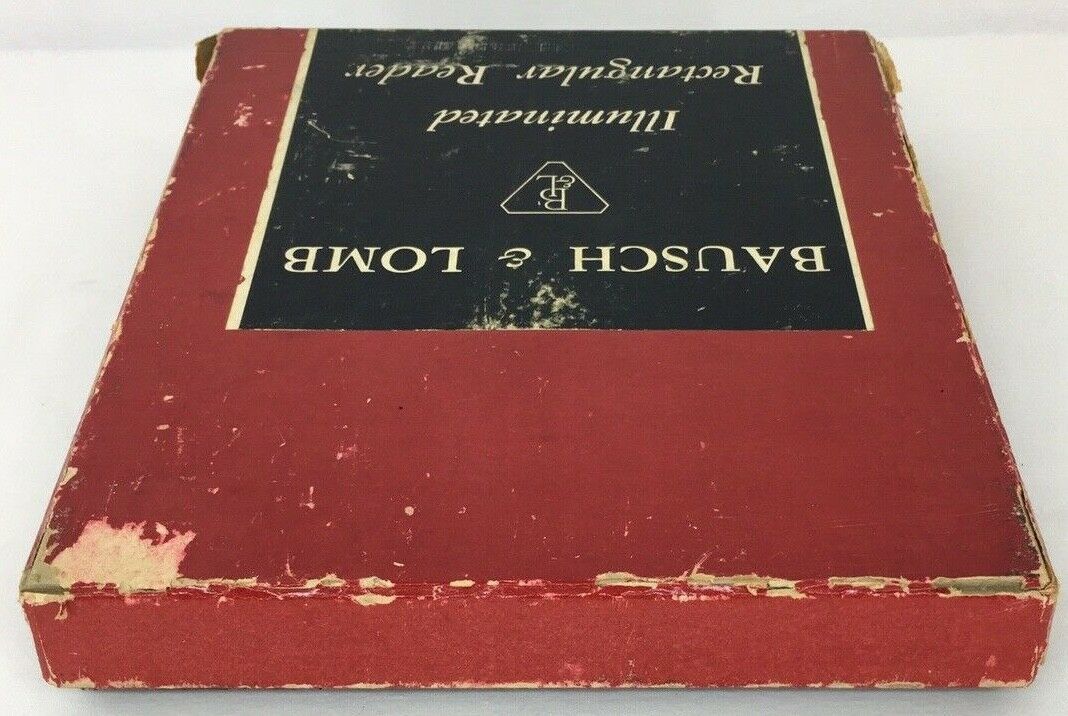 BAUSCH & LOMB
B&L
Illuminated
Rectangular Reader